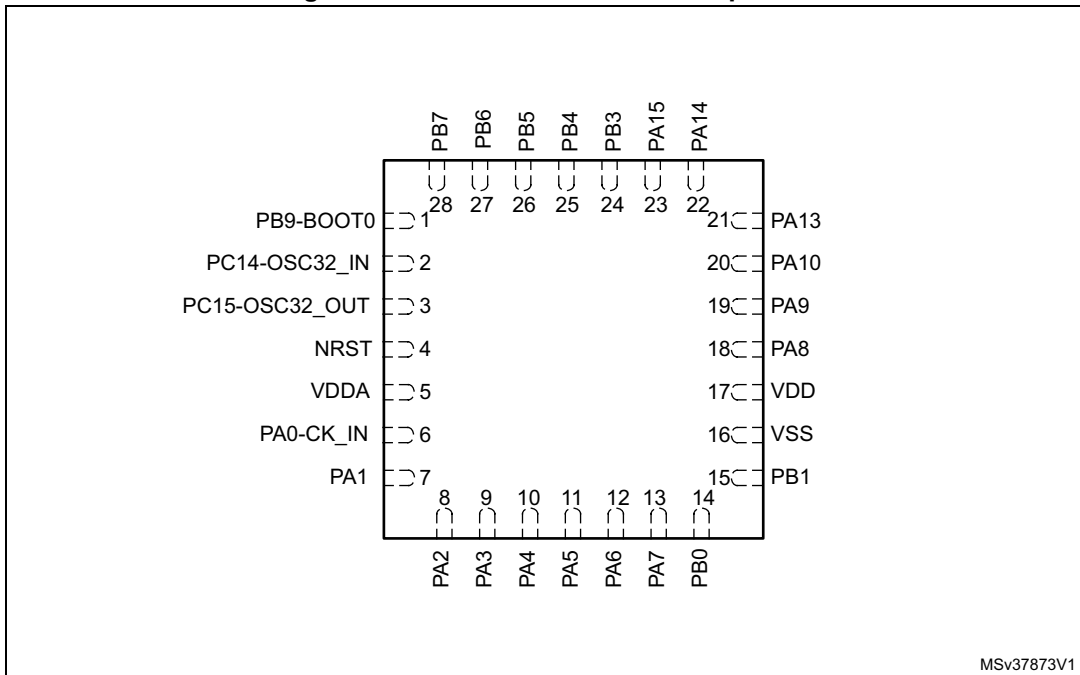 PB7 PB6 PB5 PB4 PB3 PA15 PA14
28 27 26 25 24 23 22
PB9-BOOT0 1 21 PA13
PC14-OSC32_IN 2 20 PA10
PC15-OSC32_OUT 3 19 PA9
NRST 4 18 PA8
VDDA 5 17 VDD
PA0-CK_IN 6 16 VSS
PA1 7 15 PB1
8 9 10 11 12 13 14
PA2 PA3 PA4 PA5 PA6 PA7 PB0
MSv37873V1